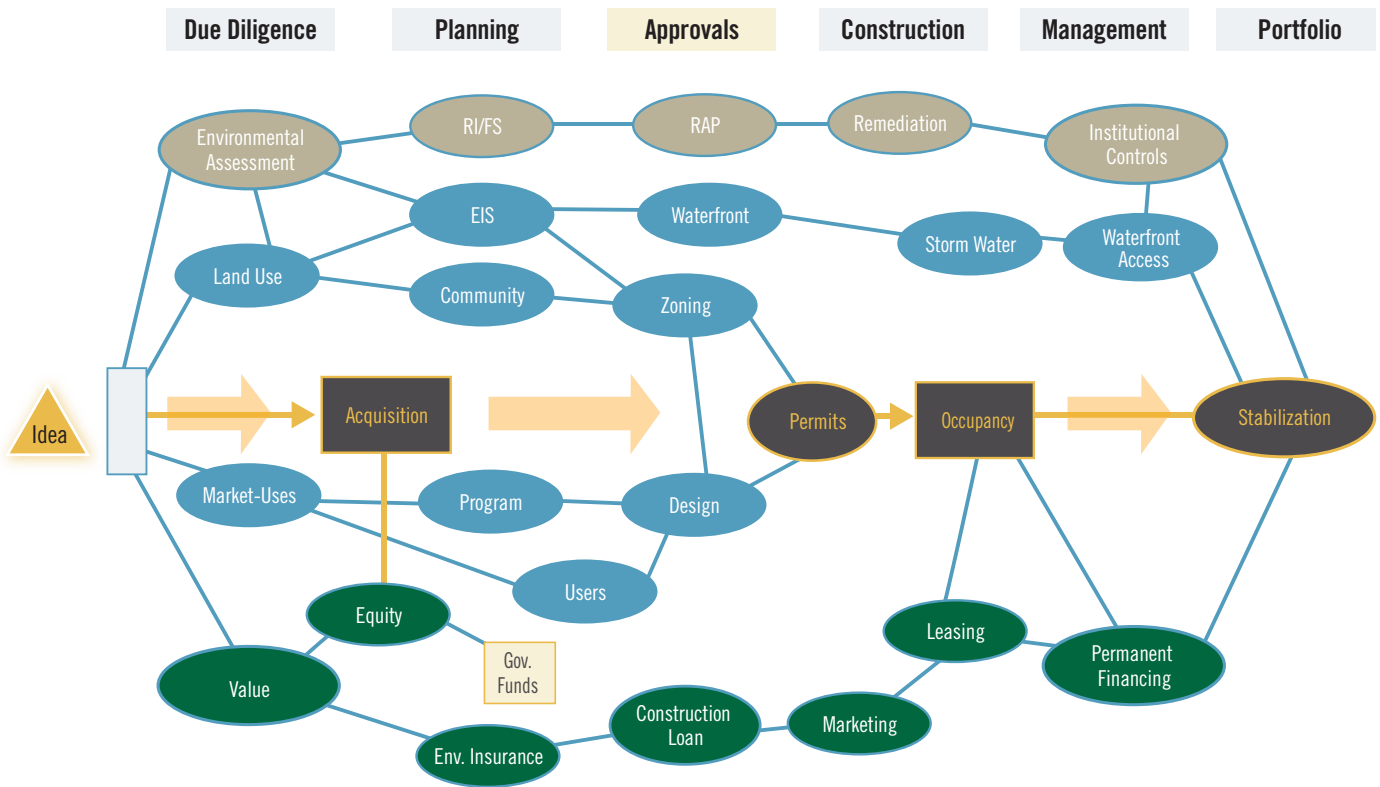 Due Diligence
Planning
Approvals
Construction
Management
Portfolio
Environmental
Assessment
RI/FS
RAP
Remediation
Institutional
Controls
EIS
Waterfront
Storm Water
Waterfront
Access
Land Use
Community
Zoning
Idea
Acquisition
Permits
Occupancy
Stabilization
Market-Uses
Program
Design
Users
Equity
Gov.
Funds
Leasing
Permanent
Financing
Value
Construction
Loan
Marketing
Env. Insurance